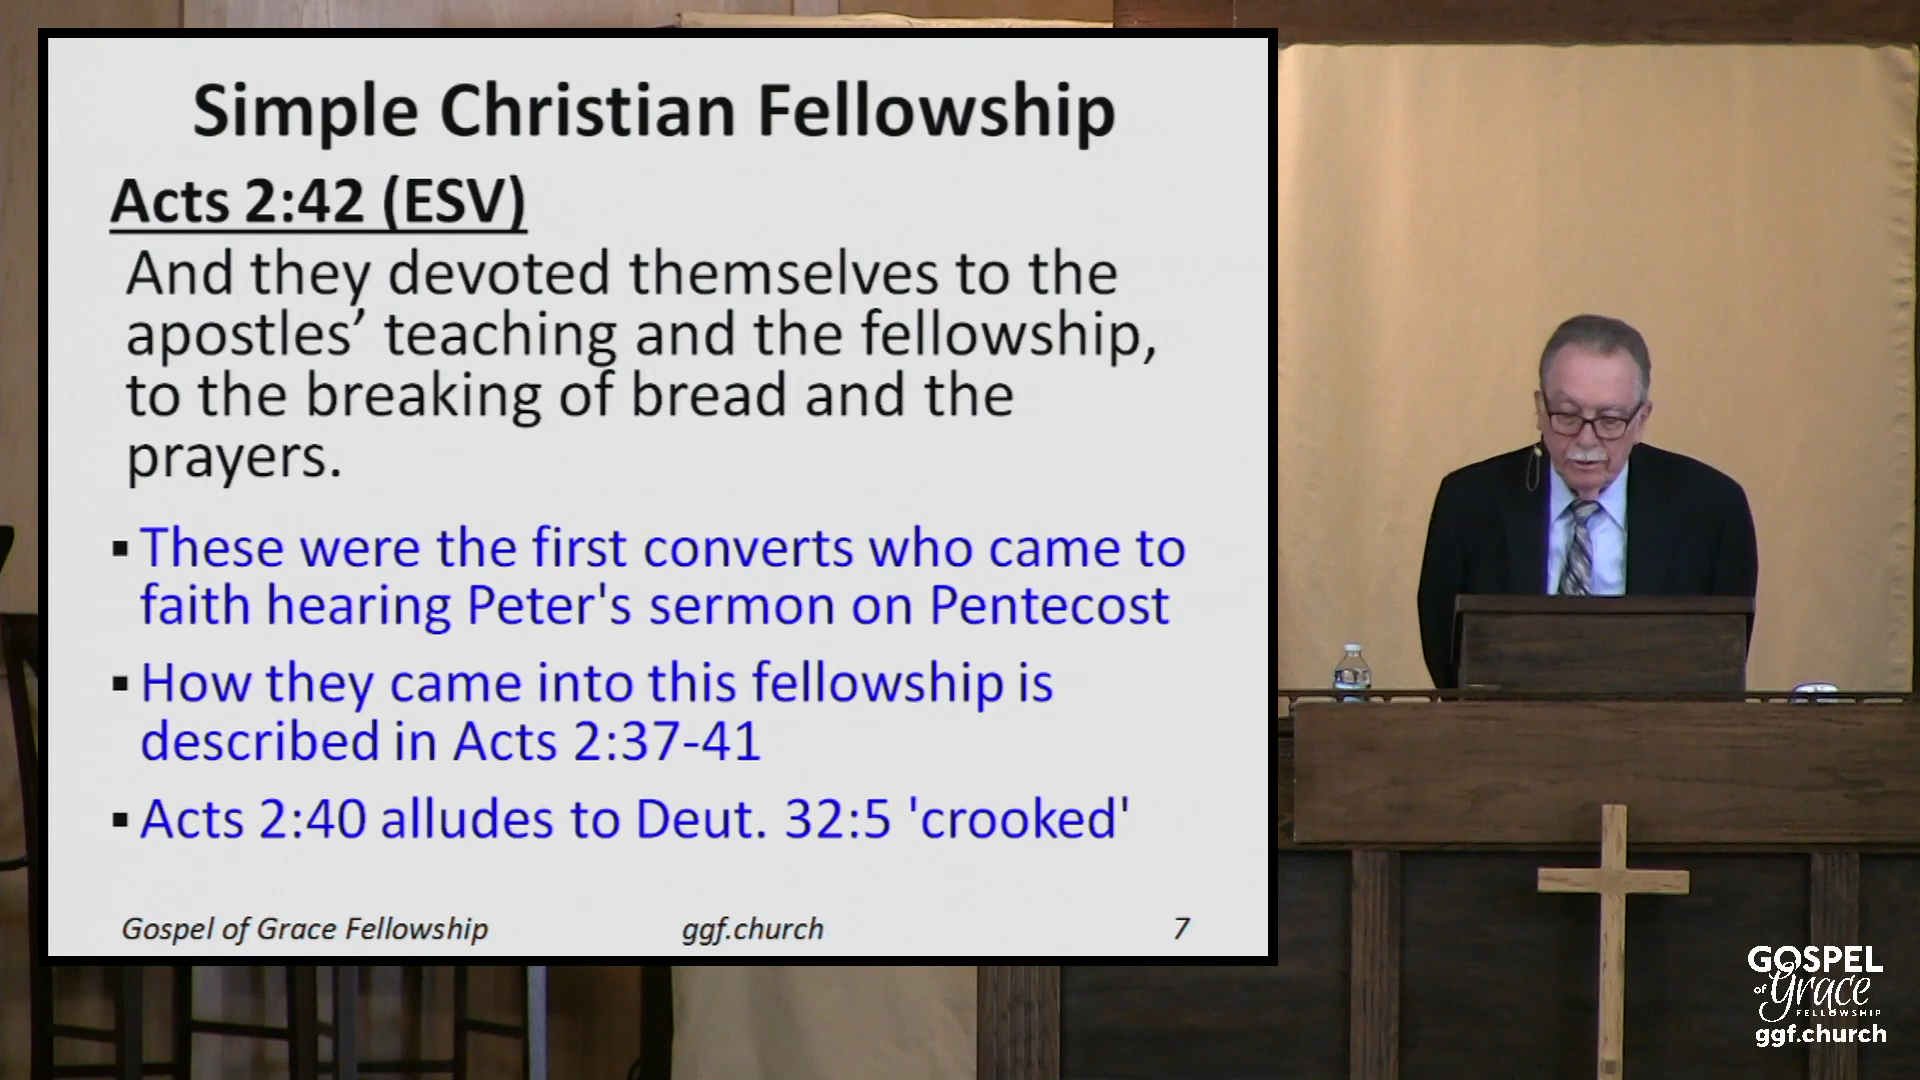 Simple Christian Fellowship
Acts 2:42 (ESV)
And they devoted themselves to the
apostles’ teaching and the fellowship,
to the breaking of bread and the
prayers.
▪ These were the first converts who came to
faith hearing Peter's sermon on Pentecost
▪ How they came into this fellowship is
described in Acts 2:37-41
▪ Acts 2:40 alludes to Deut. 32:5 'crooked'
Gospel of Grace Fellowship ggf.church 7
GOSPEL
of Grace
FELLOWSHIP
ggf.church